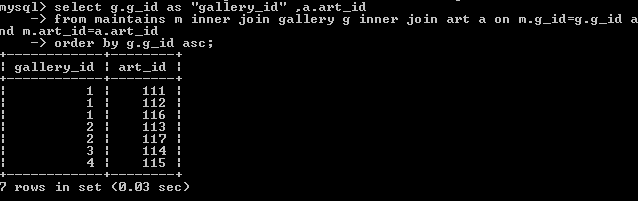 mysql> select g.g_id as "gallery_id" ,a.art_id
    -> from maintains m inner join gallery g inner join art a on m.g_id=g.g_id a
nd m.art_id=a.art_id
    -> order by g.g_id asc;
+------------+--------+
¦ gallery_id ¦ art_id ¦
+------------+--------+
¦          1 ¦    111 ¦
¦          1 ¦    112 ¦
¦          1 ¦    116 ¦
¦          2 ¦    113 ¦
¦          2 ¦    117 ¦
¦          3 ¦    114 ¦
¦          4 ¦    115 ¦
+------------+--------+
7 rows in set (0.03 sec)